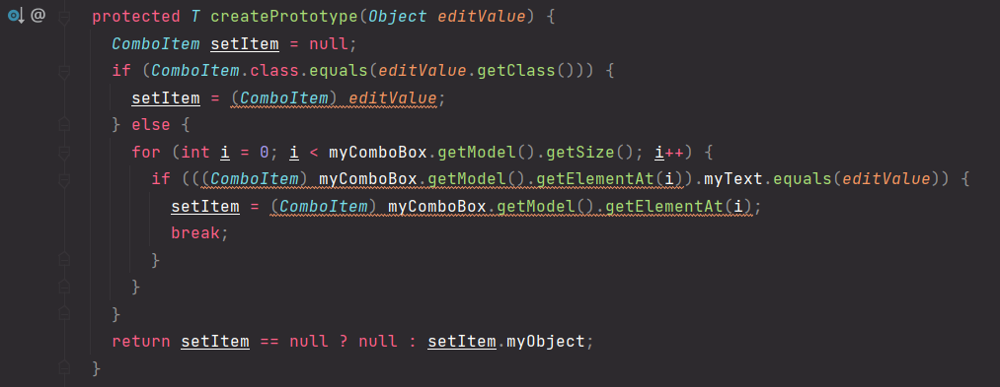 @ protected T createPrototype(Object editValue) {
ComboItem setItem = null;
if (ComboItem.class.equals(editValue.getClass())) {
setItem = (ComboItem) editValue;
} else {
for (int i = 0; i < myComboBox.getModel().getSize(); i++) {
if (((ComboItem) myComboBox.getModel().getElementAt(i)).myText.equals(editValue)) {
setItem = (ComboItem) myComboBox.getModel().getElementAt(i);
break;
}
}
}
return setItem == null ? null : setItem.myObject;
}